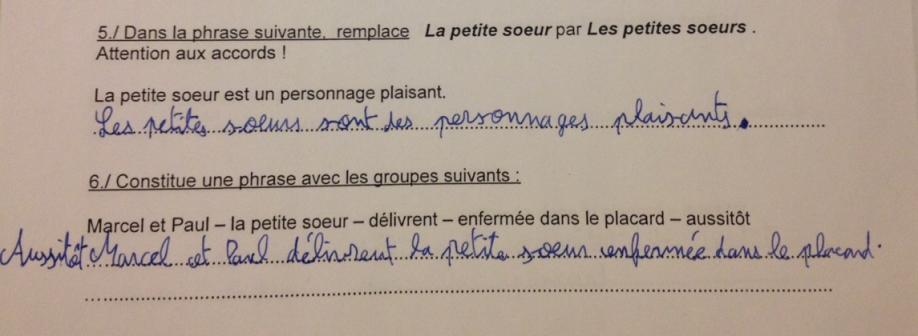 5./ Dans la phrase suivante, remplace La petite soeur par Les petites soeurs .
Attention aux accords !
La petite soeur est un personnage plaisant.
Les petites soeurs sont des personnages plaisants.
6./ Constitue une phrase avec les groupes suivants :
Marcel et Paul – la petite soeur – délivrent – enfermée dans le placard – aussitôt
Aussitôt Marcel et Paul délivrent la petite soeur enfermée dans le placard.